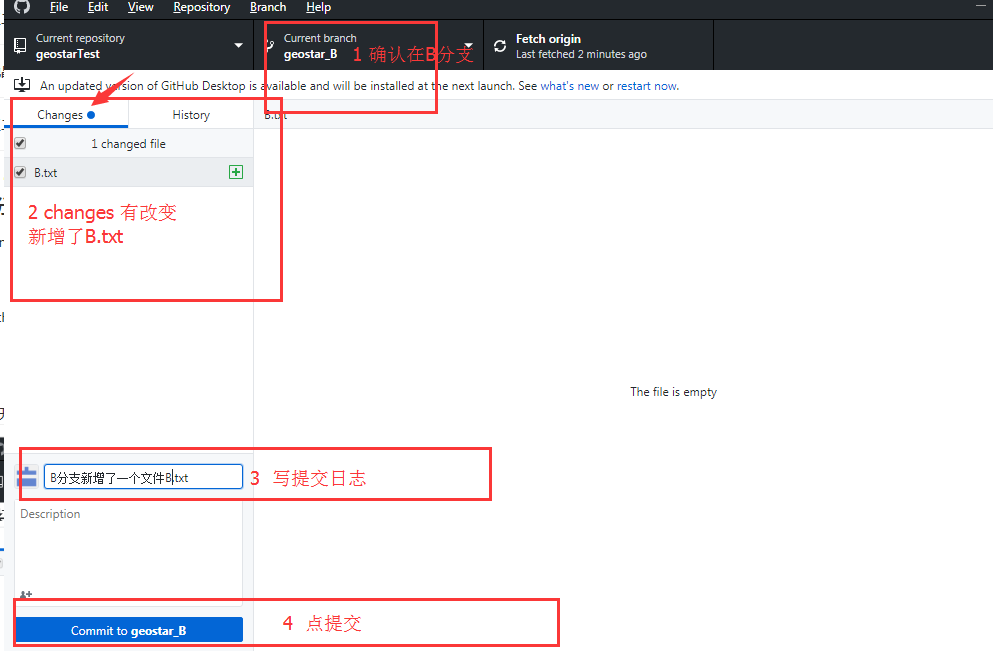 File Edit View Repository Branch Help
Current repository
geostarTest
Current branch
geostar_B
1 确认在B分支
Fetch origin
Last fetched 2 minutes ago
An updated version of GitHub Desktop is available and will be installed at the next launch. See what's new or restart now.
Changes
History
B.txt
1 changed file
B.txt
2 changes 有改变
新增了B.txt
The file is empty
B分支新增了一个文件B.txt
3 写提交日志
Description
Commit to geostar_B
4 点提交